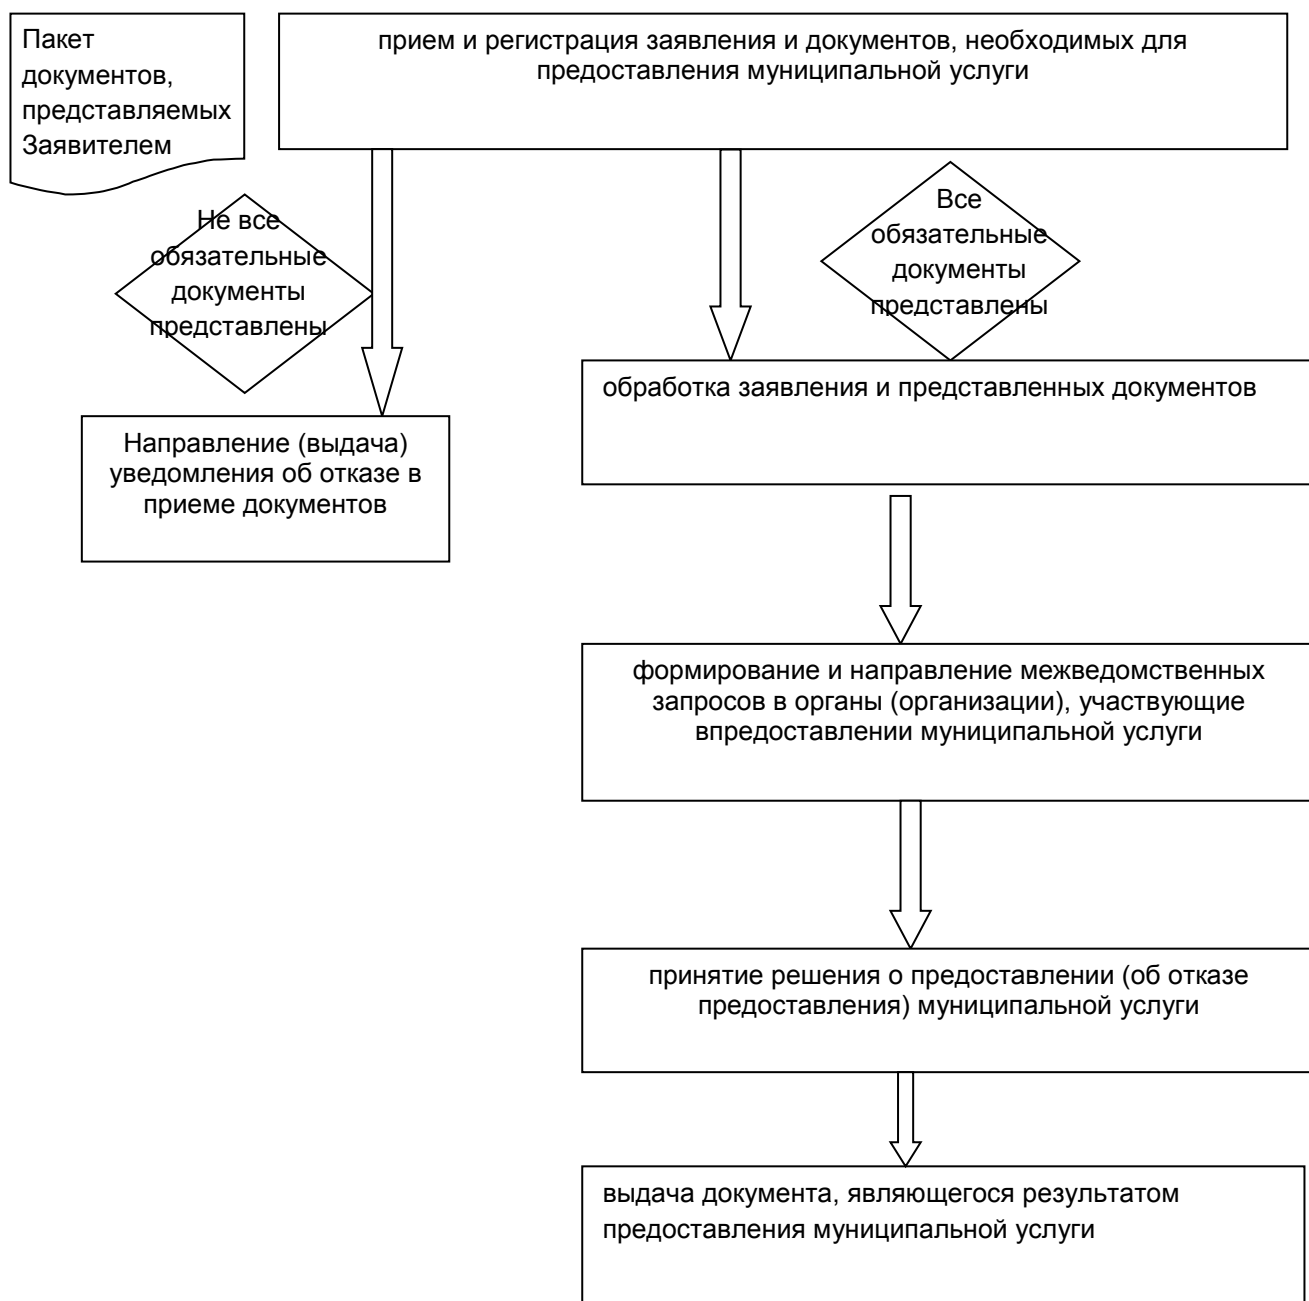 Пакет
документов,
представляемых
Заявителем
прием и регистрация заявления и документов, необходимых для
предоставления муниципальной услуги
Не все
обязательные
документы
представлены
Все
обязательные
документы
представлены
обработка заявления и представленных документов
Направление (выдача)
уведомления об отказе в
приеме документов
формирование и направление межведомственных
запросов в органы (организации), участвующие
впредоставлении муниципальной услуги
принятие решения о предоставлении (об отказе
предоставления) муниципальной услуги
выдача документа, являющегося результатом
предоставления муниципальной услуги